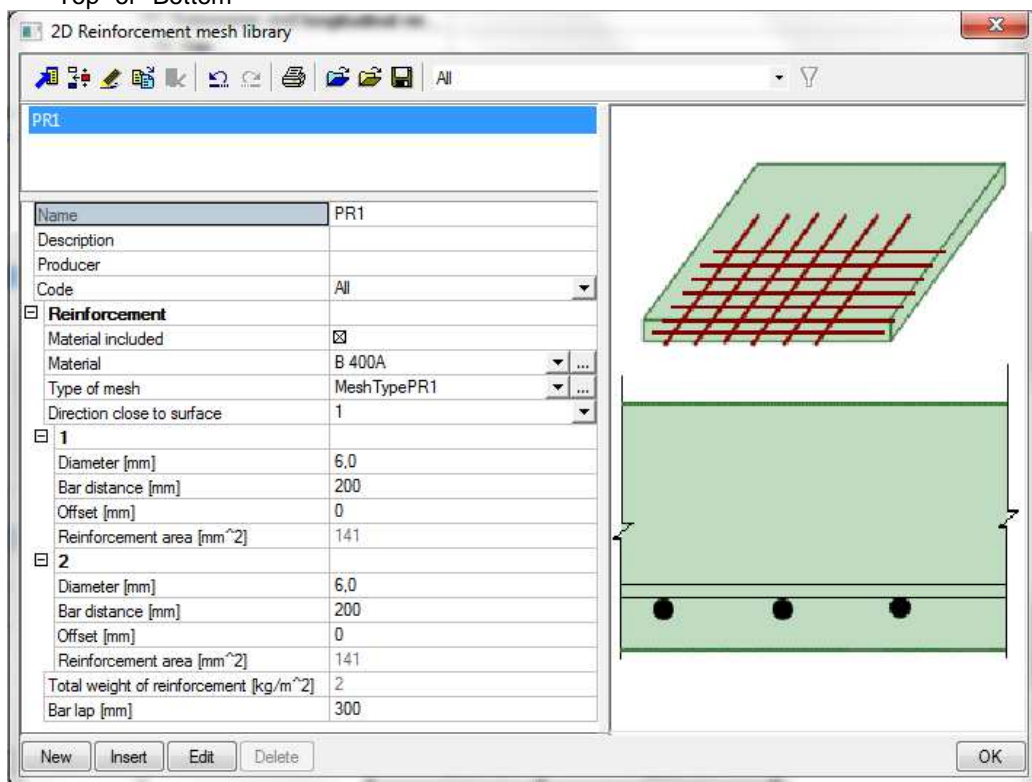 Top or Bottom
2D Reinforcement mesh library
All
PR1
Name PR1
Description
Producer
Code All
Reinforcement
Material included
Material B 400A ...
Type of mesh MeshTypePR1 ...
Direction close to surface 1
1
Diameter [mm] 6,0
Bar distance [mm] 200
Offset [mm] 0
Reinforcement area [mm^2] 141
2
Diameter [mm] 6,0
Bar distance [mm] 200
Offset [mm] 0
Reinforcement area [mm^2] 141
Total weight of reinforcement [kg/m^2] 2
Bar lap [mm] 300
New Insert Edit Delete OK